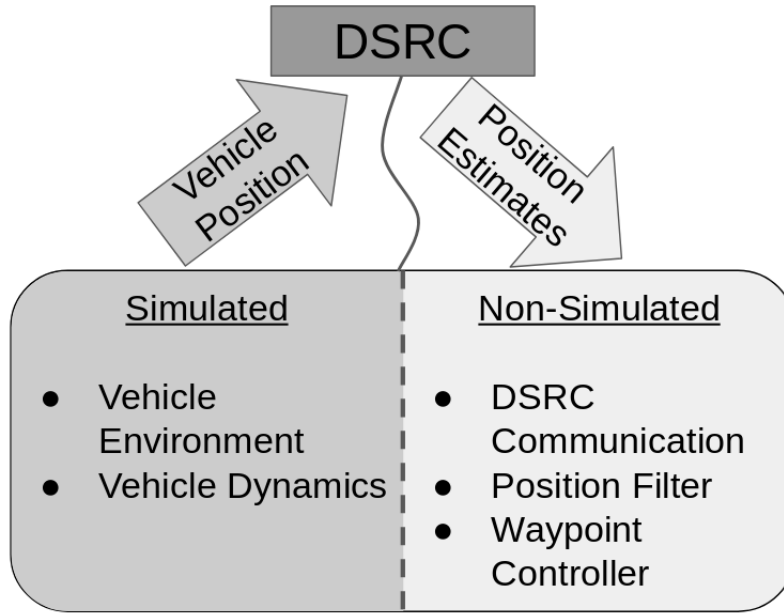 DSRC
Vehicle
Position
Position
Estimates
Simulated
● Vehicle
Environment
● Vehicle Dynamics
Non-Simulated
● DSRC
Communication
● Position Filter
● Waypoint
Controller